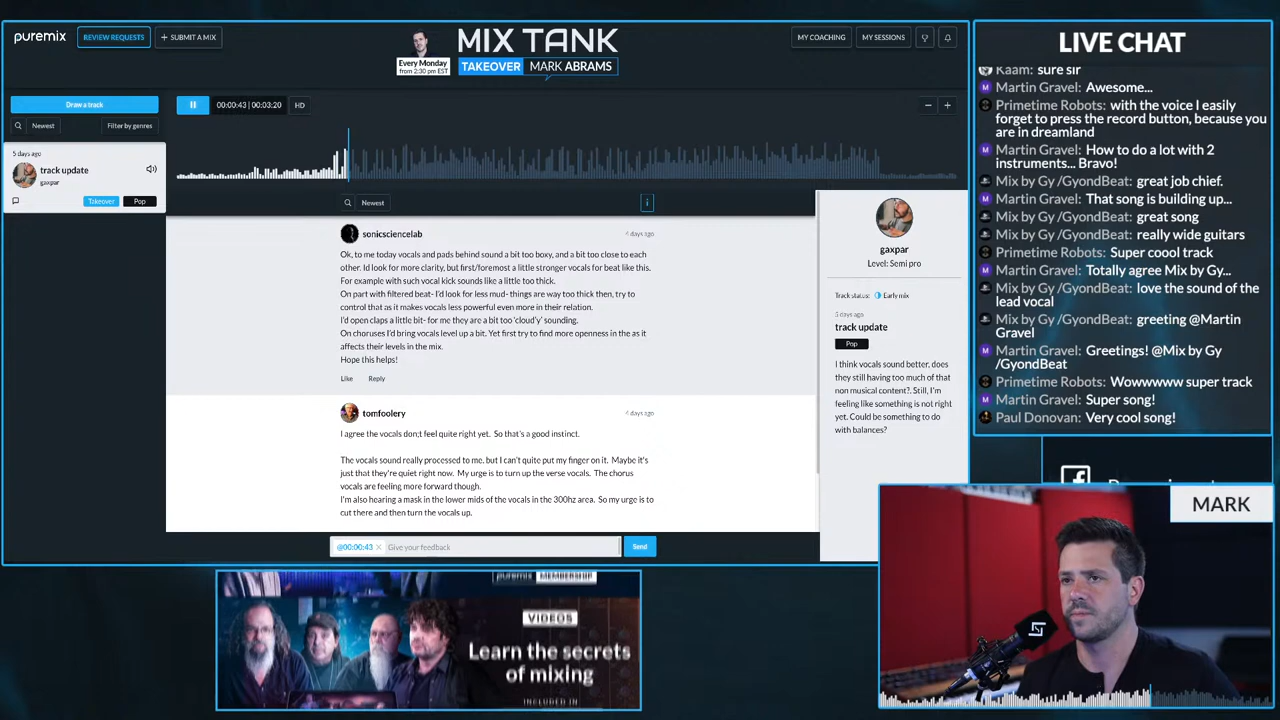 puremix
REVIEW REQUESTS
+ SUBMIT A MIX
Every Monday
from 2:30 pm EST
MIX TANK
TAKEOVER MARK ABRAMS
MY COACHING
MY SESSIONS
Draw a track
Newest
Filter by genres
5 days ago
track update
gaxpar
Takeover
Pop
00:00:43 | 00:03:20
HD
Newest
i
sonicsciencelab
4 days ago
Ok, to me today vocals and pads behind sound a bit too boxy, and a bit too close to each
other. Id look for more clarity, but first/foremost a little stronger vocals for beat like this.
For example with such vocal kick sounds like a little too thick.
On part with filtered beat- I'd look for less mud- things are way too thick then, try to
control that as it makes vocals less powerful even more in their relation.
I'd open claps a little bit- for me they are a bit too 'cloud'y' sounding.
On choruses I'd bring vocals level up a bit. Yet first try to find more openness in the as it
affects their levels in the mix.
Hope this helps!
Like
Reply
tomfoolery
4 days ago
I agree the vocals don;t feel quite right yet. So that's a good instinct.
The vocals sound really processed to me. but I can't quite put my finger on it. Maybe it's
just that they're quiet right now. My urge is to turn up the verse vocals. The chorus
vocals are feeling more forward though.
I'm also hearing a mask in the lower mids of the vocals in the 300hz area. So my urge is to
cut there and then turn the vocals up.
@00:00:43 ×
Give your feedback
Send
gaxpar
Level: Semi pro
Track status: Early mix
5 days ago
track update
Pop
I think vocals sound better, does
they still having too much of that
non musical content?. Still, I'm
feeling like something is not right
yet. Could be something to do
with balances?
LIVE CHAT
Kaam: sure sir
Martin Gravel: Awesome...
Primetime Robots: with the voice I easily
forget to press the record button, because you
are in dreamland
Martin Gravel: How to do a lot with 2
instruments... Bravo!
Mix by Gy /GyondBeat: great job chief.
Martin Gravel: That song is building up...
Mix by Gy /GyondBeat: great song
Mix by Gy /GyondBeat: really wide guitars
Primetime Robots: Super coool track
Martin Gravel: Totally agree Mix by Gy...
Mix by Gy /GyondBeat: love the sound of the
lead vocal
Mix by Gy /GyondBeat: greeting @Martin
Gravel
Martin Gravel: Greetings! @Mix by Gy
/GyondBeat
Primetime Robots: Wowwwww super track
Martin Gravel: Super song!
Paul Donovan: Very cool song!
MARK
puremix MEMBERSHIP
VIDEOS
Learn the secrets
of mixing
INCLUDED IN